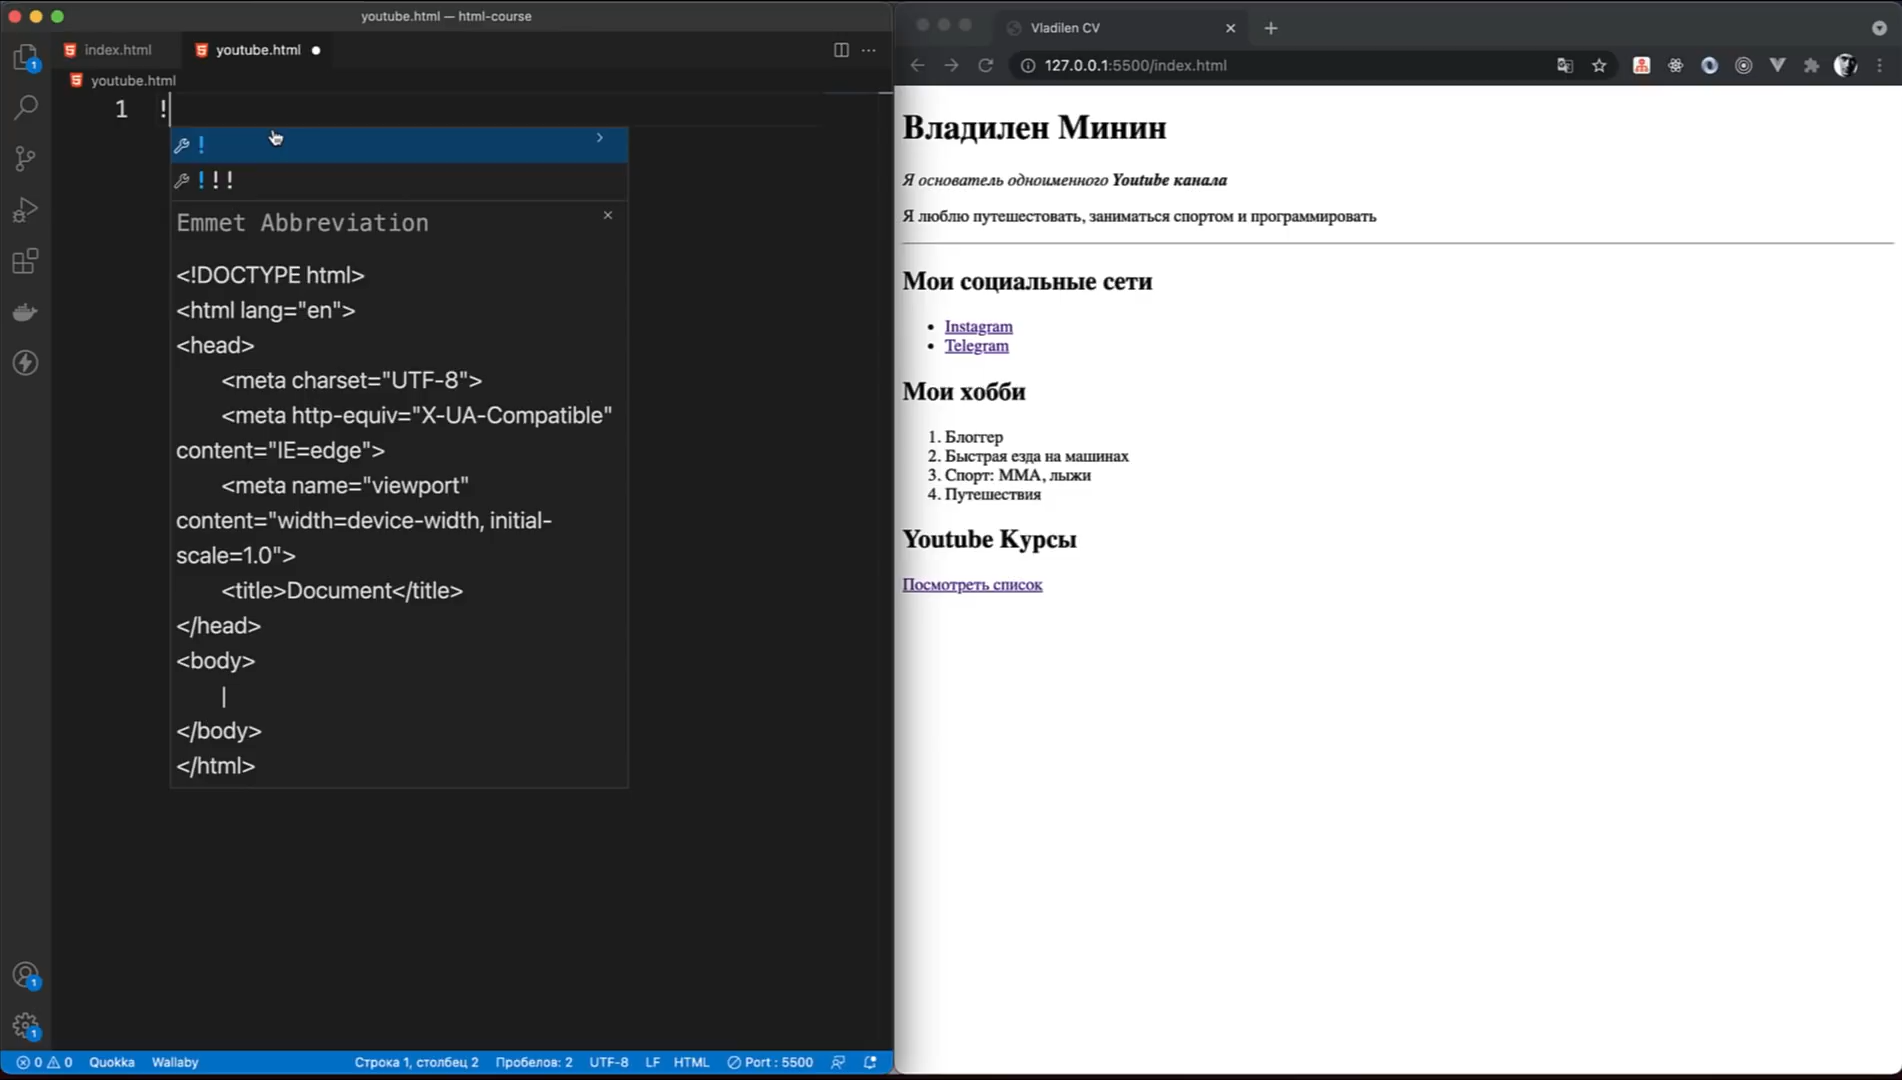 youtube.html — html-course
index.html
youtube.html
youtube.html
1 !
!
!!!
Emmet Abbreviation
<!DOCTYPE html>
<html lang="en">
<head>
<meta charset="UTF-8">
<meta http-equiv="X-UA-Compatible"
content="IE=edge">
<meta name="viewport"
content="width=device-width, initial-
scale=1.0">
<title>Document</title>
</head>
<body>
|
</body>
</html>
1
1
1
0 0 Quokka Wallaby Строка 1, столбец 2 Пробелов: 2 UTF-8 LF HTML Port : 5500
Vladilen CV
127.0.0.1:5500/index.html
Владилен Минин
Я основатель одноименного Youtube канала
Я люблю путешестовать, заниматься спортом и программировать
Мои социальные сети
• Instagram
• Telegram
Мои хобби
1. Блоггер
2. Быстрая езда на машинах
3. Спорт: ММА, лыжи
4. Путешествия
Youtube Курсы
Посмотреть список